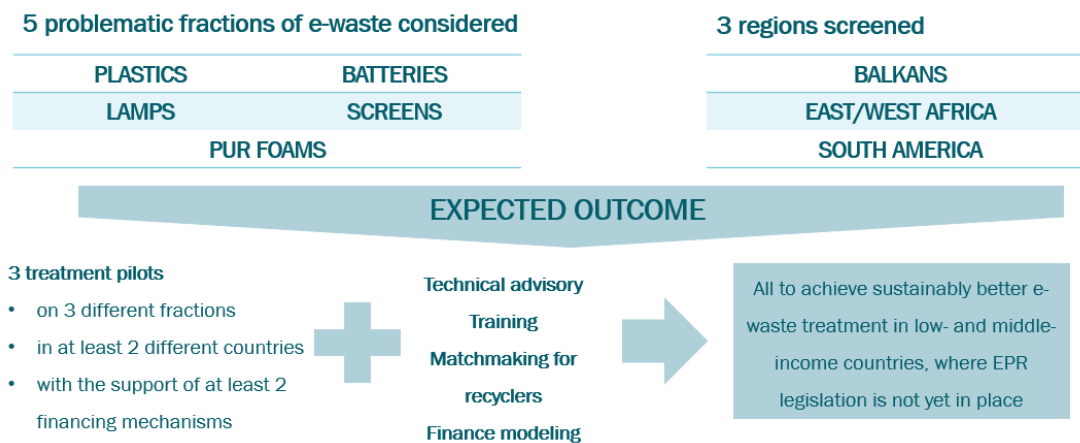 5 problematic fractions of e-waste considered
PLASTICS
BATTERIES
LAMPS
SCREENS
PUR FOAMS
3 regions screened
BALKANS
EAST/WEST AFRICA
SOUTH AMERICA
EXPECTED OUTCOME
3 treatment pilots
• on 3 different fractions
• in at least 2 different countries
• with the support of at least 2
financing mechanisms
Technical advisory
Training
Matchmaking for
recyclers
Finance modeling
All to achieve sustainably better e-
waste treatment in low- and middle-
income countries, where EPR
legislation is not yet in place